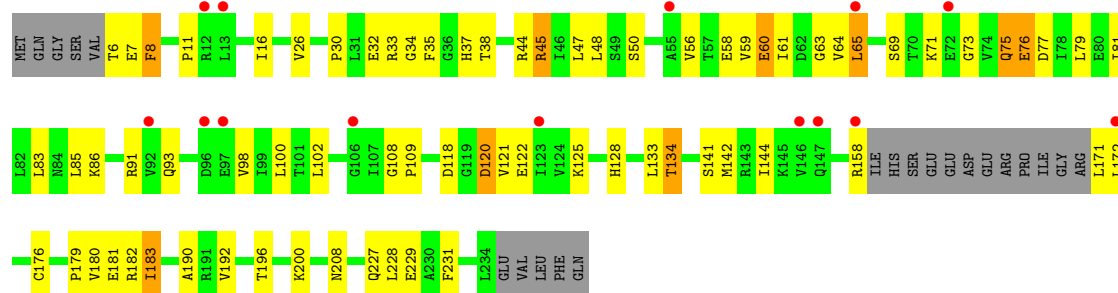 MET GLN GLY SER VAL T6 E7 F8 P11 R12 L13 I16 V26 P30 L31 E32 R33 G34 F35 G36 H37 T38 R44 R45 I46 L47 L48 S49 S50 A55 V56 T57 E58 V59 E60 I61 D62 G63 V64 L65 S69 T70 K71 E72 G73 V74 Q75 E76 D77 I78 L79 E80 I81
L82 L83 N84 L85 K86 R91 V92 Q93 D96 E97 V98 I99 L100 T101 L102 G106 I107 G108 P109 D118 G119 D120 V121 E122 I123 V124 K125 H128 L133 T134 S141 M142 R143 I144 K145 V146 Q147 R158 ILE HIS SER GLU GLU ASP GLU ARG PRO ILE GLY ARG L171 L172
C176 P179 V180 E181 R182 I183 A190 R191 V192 T196 K200 N208 Q227 L228 E229 A230 F231 L234 GLU VAL LEU PHE GLN